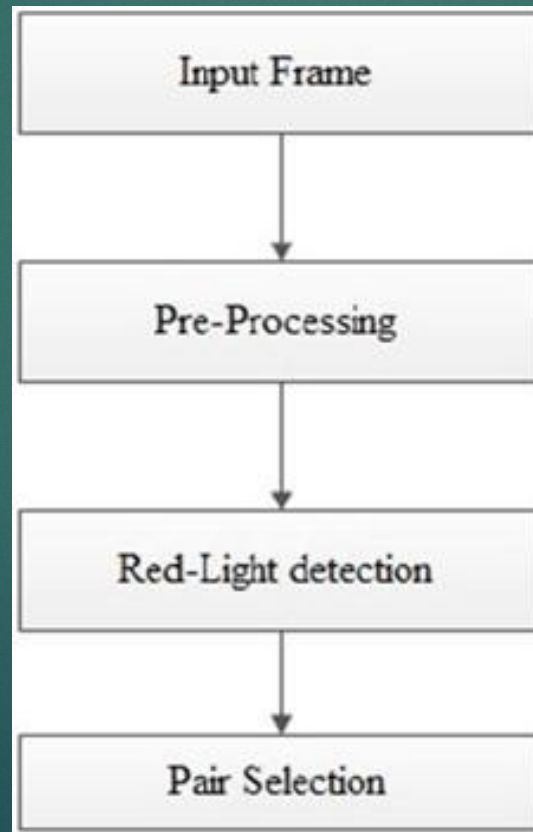 Input Frame
Pre-Processing
Red-Light detection
Pair Selection